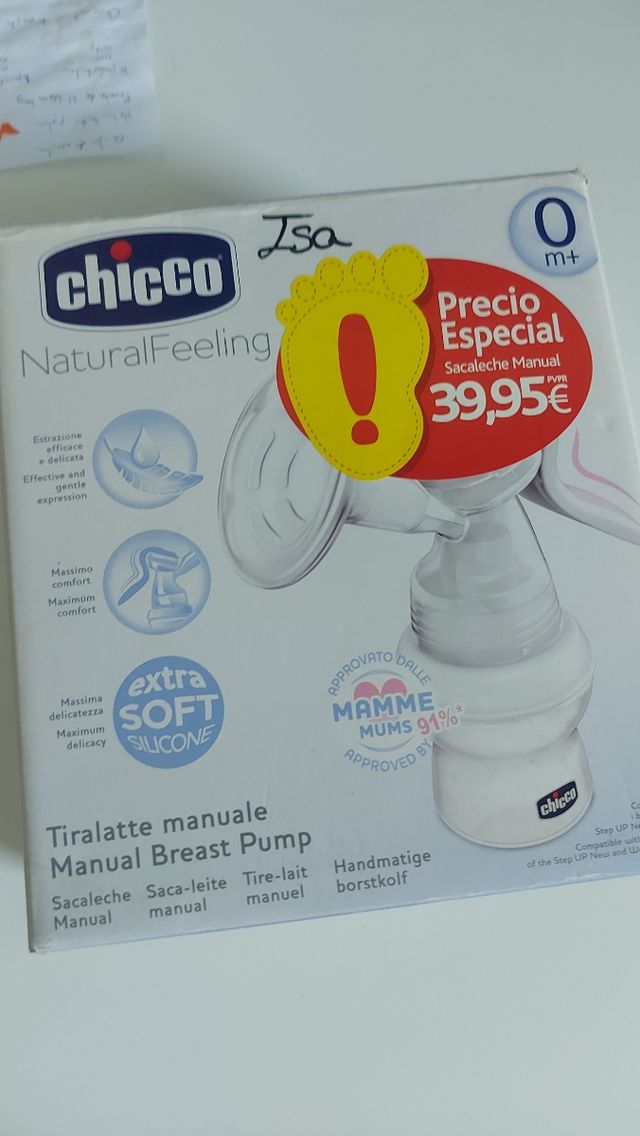 Isa
chicco
NaturalFeeling
0
m+
Precio
Especial
Sacaleche Manual
39,95€
PVPR
!
Estrazione
efficace
e delicata
Effective and
gentle
expression
Massimo
comfort
Maximum
comfort
Massima
delicatezza
Maximum
delicacy
extra
SOFT
SILICONE
APPROVATO DALLE
MAMME
MUMS 91%*
APPROVED BY
chicco
Tiralatte manuale
Manual Breast Pump
Sacaleche
Manual
Saca-leite
manual
Tire-lait
manuel
Handmatige
borstkolf
Step UP
Compatible
of the Step UP New and